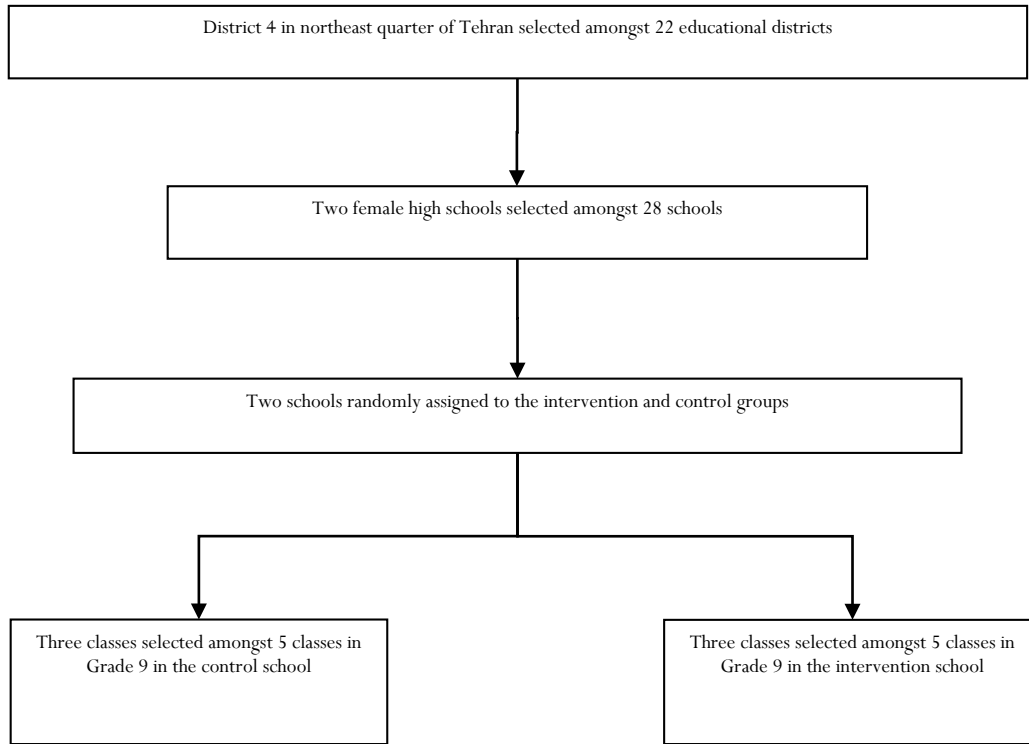 District 4 in northeast quarter of Tehran selected amongst 22 educational districts
Two female high schools selected amongst 28 schools
Two schools randomly assigned to the intervention and control groups
Three classes selected amongst 5 classes in
Grade 9 in the control school
Three classes selected amongst 5 classes in
Grade 9 in the intervention school